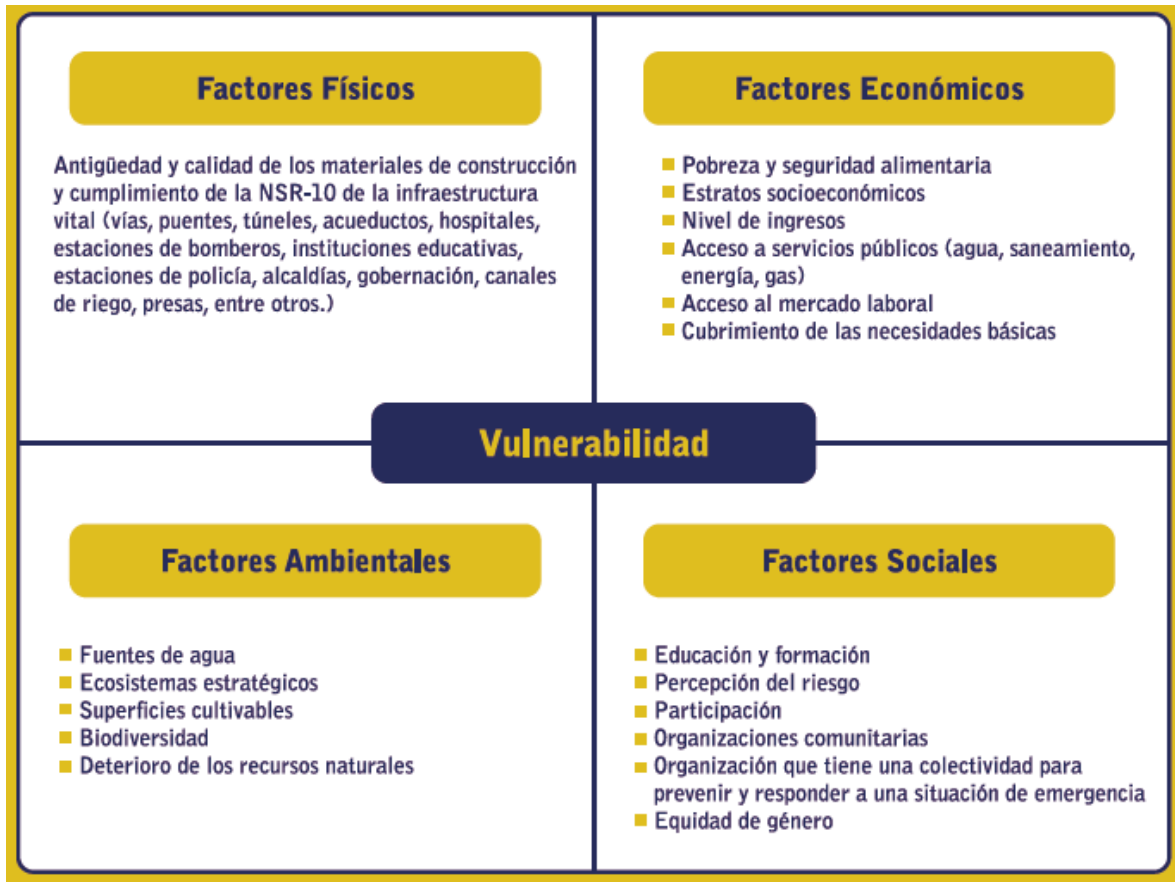 Factores Físicos
Antigüedad y calidad de los materiales de construcción
y cumplimiento de la NSR-10 de la infraestructura
vital (vías, puentes, túneles, acueductos, hospitales,
estaciones de bomberos, instituciones educativas,
estaciones de policía, alcaldías, gobernación, canales
de riego, presas, entre otros.)
Factores Económicos
Pobreza y seguridad alimentaria
Estratos socioeconómicos
Nivel de ingresos
Acceso a servicios públicos (agua, saneamiento,
energía, gas)
Acceso al mercado laboral
Cubrimiento de las necesidades básicas
Vulnerabilidad
Factores Ambientales
Fuentes de agua
Ecosistemas estratégicos
Superficies cultivables
Biodiversidad
Deterioro de los recursos naturales
Factores Sociales
Educación y formación
Percepción del riesgo
Participación
Organizaciones comunitarias
Organización que tiene una colectividad para
prevenir y responder a una situación de emergencia
Equidad de género